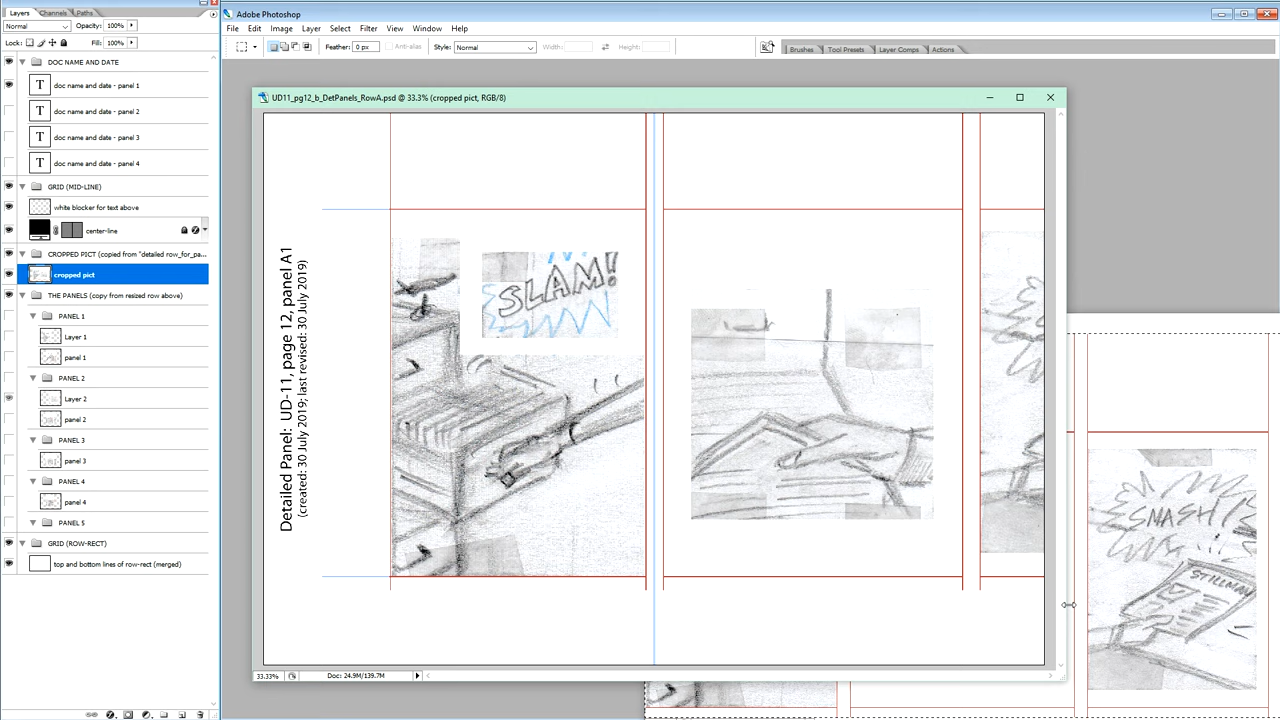 Layers Channels Paths
Normal Opacity: 100%
Lock: Fill: 100%
DOC NAME AND DATE
T doc name and date - panel 1
T doc name and date - panel 2
T doc name and date - panel 3
T doc name and date - panel 4
GRID (MID-LINE)
white blocker for text above
center-line
CROPPED PICT (copied from "detailed row_for_pa...
cropped pict
THE PANELS (copy from resized row above)
PANEL 1
Layer 1
panel 1
PANEL 2
Layer 2
panel 2
PANEL 3
panel 3
PANEL 4
panel 4
PANEL 5
GRID (ROW-RECT)
top and bottom lines of row-rect (merged)
Adobe Photoshop
File Edit Image Layer Select Filter View Window Help
Feather: 0 px Anti-alias Style: Normal Width: Height:
Brushes Tool Presets Layer Comps Actions
UD11_pg12_b_DetPanels_RowA.psd @ 33.3% (cropped pict, RGB/8)
Detailed Panel: UD-11, page 12, panel A1
(created: 30 July 2019; last revised: 30 July 2019)
SLAM!
SMASH!
STILLMAN
33.33% Doc: 24.9M/139.7M